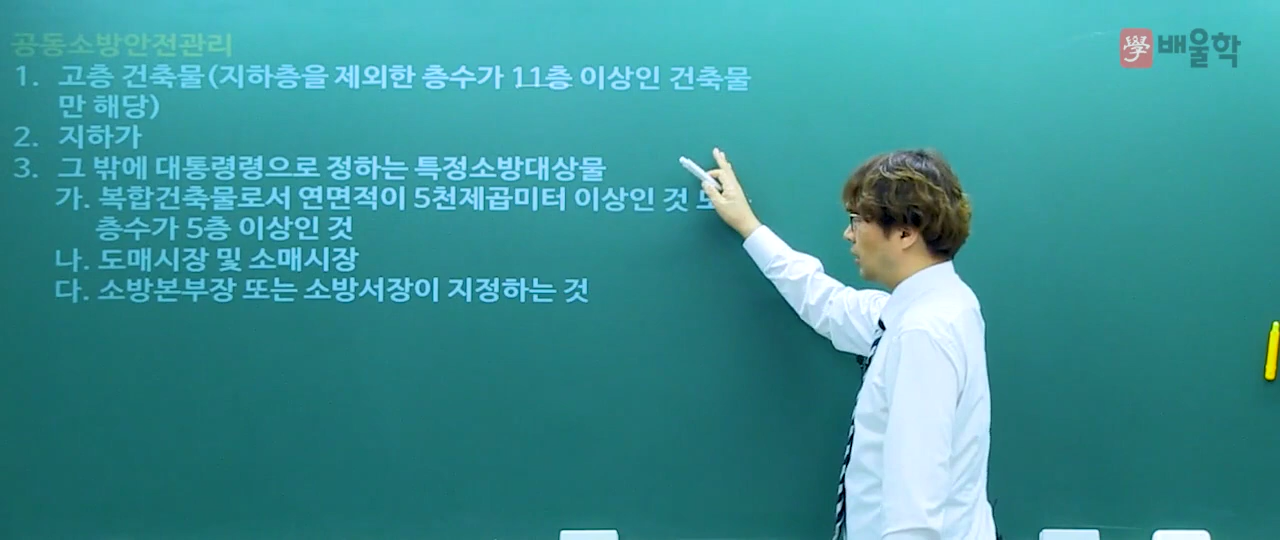 공동소방안전관리
1. 고층 건축물(지하층을 제외한 층수가 11층 이상인 건축물
만 해당)
2. 지하가
3. 그 밖에 대통령령으로 정하는 특정소방대상물
가. 복합건축물로서 연면적이 5천제곱미터 이상인 것
층수가 5층 이상인 것
나. 도매시장 및 소매시장
다. 소방본부장 또는 소방서장이 지정하는 것
學 배울학